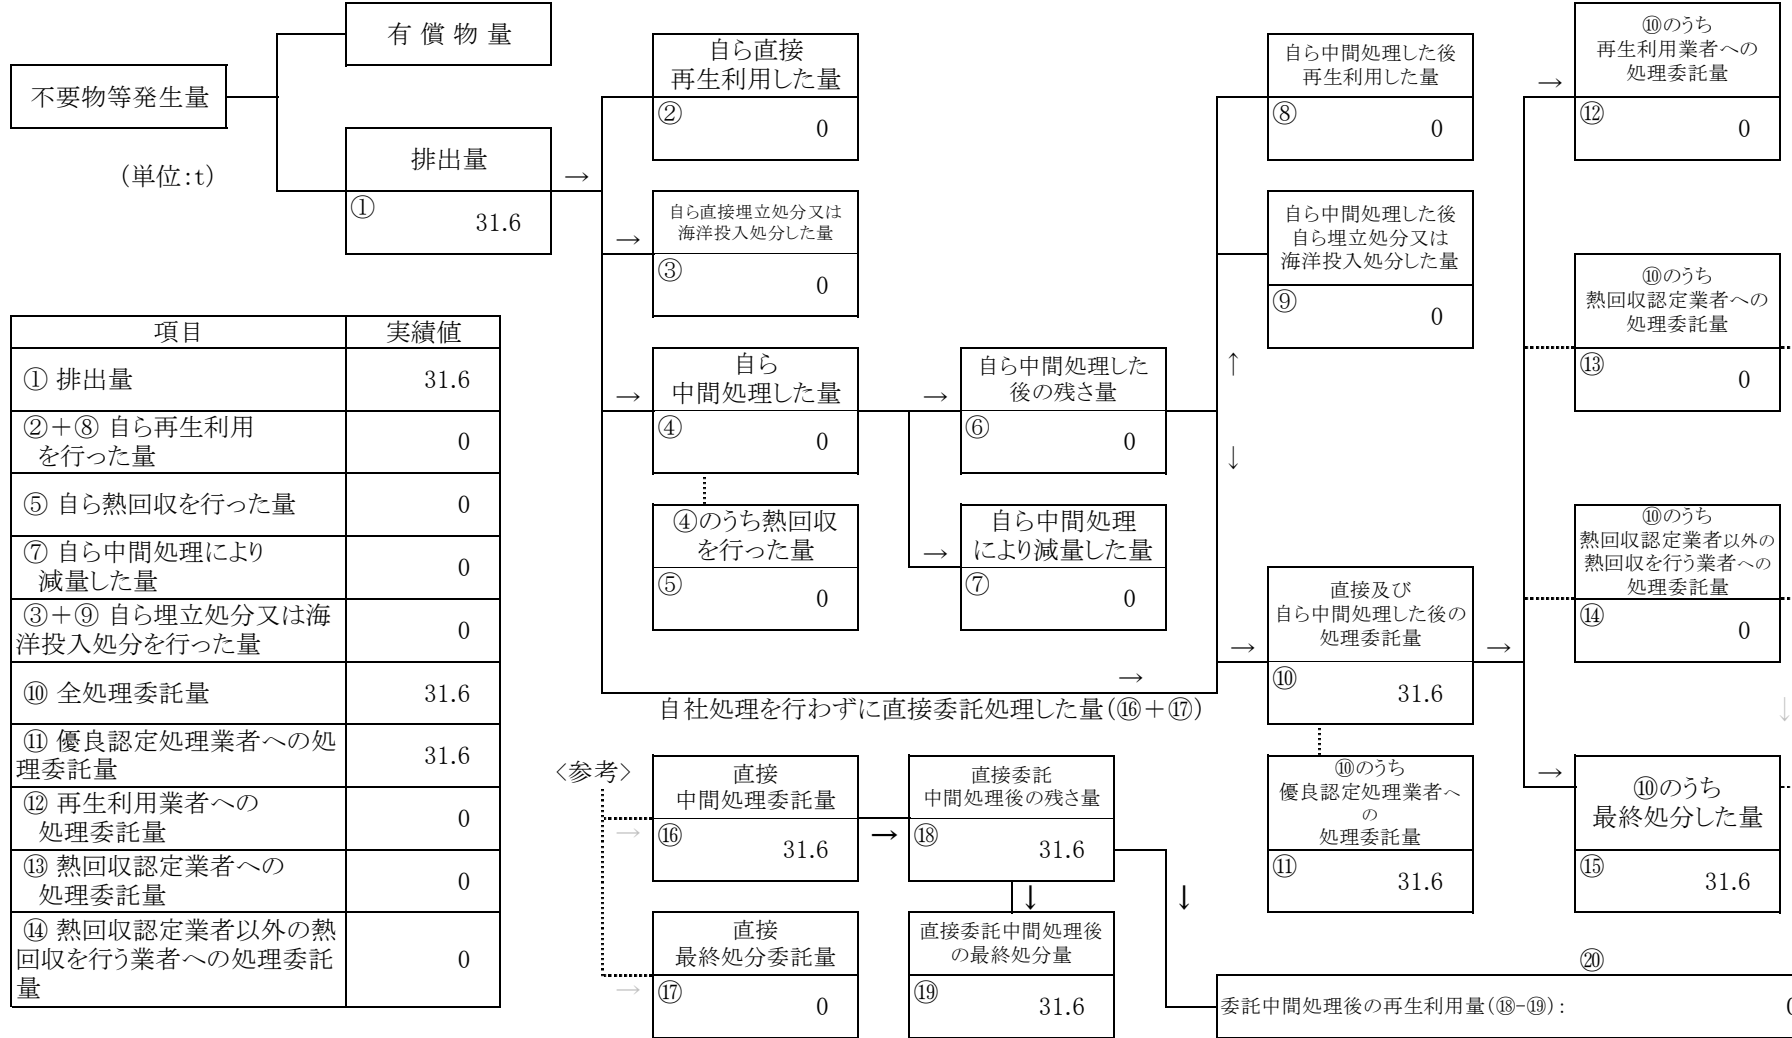 有 償 物 量
不要物等発生量
（単位:t）
排出量
→
①
31.6
自ら直接
再生利用した量
②
0
→
自ら直接埋立処分又は
海洋投入処分した量
③
0
→
自ら
中間処理した量
④
0
④のうち熱回収
を行った量
⑤
0
→
自ら中間処理した
後の残さ量
⑥
0
→
自ら中間処理
により減量した量
⑦
0
自ら中間処理した後
再生利用した量
⑧
0
自ら中間処理した後
自ら埋立処分又は
海洋投入処分した量
⑨
0
↑
↓
→
直接及び
自ら中間処理した後の
処理委託量
⑩
31.6
→
→
自社処理を行わずに直接委託処理した量（⑯＋⑰）
⑩のうち
優良認定処理業者へ
の
処理委託量
⑪
31.6
→
⑩のうち
再生利用業者への
処理委託量
⑫
0
⑩のうち
熱回収認定業者への
処理委託量
⑬
0
⑩のうち
熱回収認定業者以外の
熱回収を行う業者への
処理委託量
⑭
0
↓
→
⑩のうち
最終処分した量
⑮
31.6
項目 実績値
① 排出量 31.6
②＋⑧ 自ら再生利用
を行った量 0
⑤ 自ら熱回収を行った量 0
⑦ 自ら中間処理により
減量した量 0
③＋⑨ 自ら埋立処分又は海
洋投入処分を行った量 0
⑩ 全処理委託量 31.6
⑪ 優良認定処理業者への処
理委託量 31.6
⑫ 再生利用業者への
処理委託量 0
⑬ 熱回収認定業者への
処理委託量 0
⑭ 熱回収認定業者以外の熱
回収を行う業者への処理委託
量 0
〈参考〉
→
直接
中間処理委託量
⑯
31.6
→
直接委託
中間処理後の残さ量
⑱
31.6
↓
↓
→
直接
最終処分委託量
⑰
0
直接委託中間処理後
の最終処分量
⑲
31.6
⑳
委託中間処理後の再生利用量（⑱-⑲）： 0